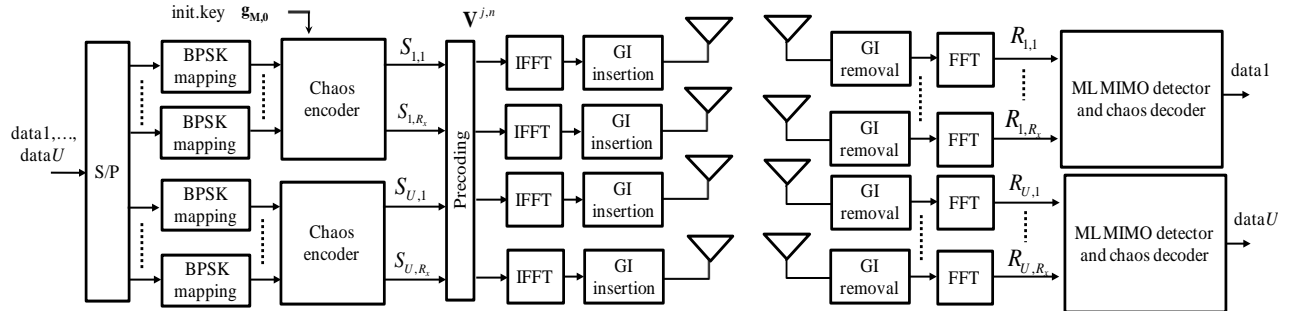 init.key g_{M,0}
V^{j,n}
data1,…,
dataU
S/P
BPSK
mapping
BPSK
mapping
BPSK
mapping
BPSK
mapping
Chaos
encoder
Chaos
encoder
S_{1,1}
S_{1,R_x}
S_{U,1}
S_{U,R_x}
Precoding
IFFT
IFFT
IFFT
IFFT
GI
insertion
GI
insertion
GI
insertion
GI
insertion
GI
removal
GI
removal
GI
removal
GI
removal
FFT
FFT
FFT
FFT
R_{1,1}
R_{1,R_x}
R_{U,1}
R_{U,R_x}
ML MIMO detector
and chaos decoder
ML MIMO detector
and chaos decoder
data1
dataU